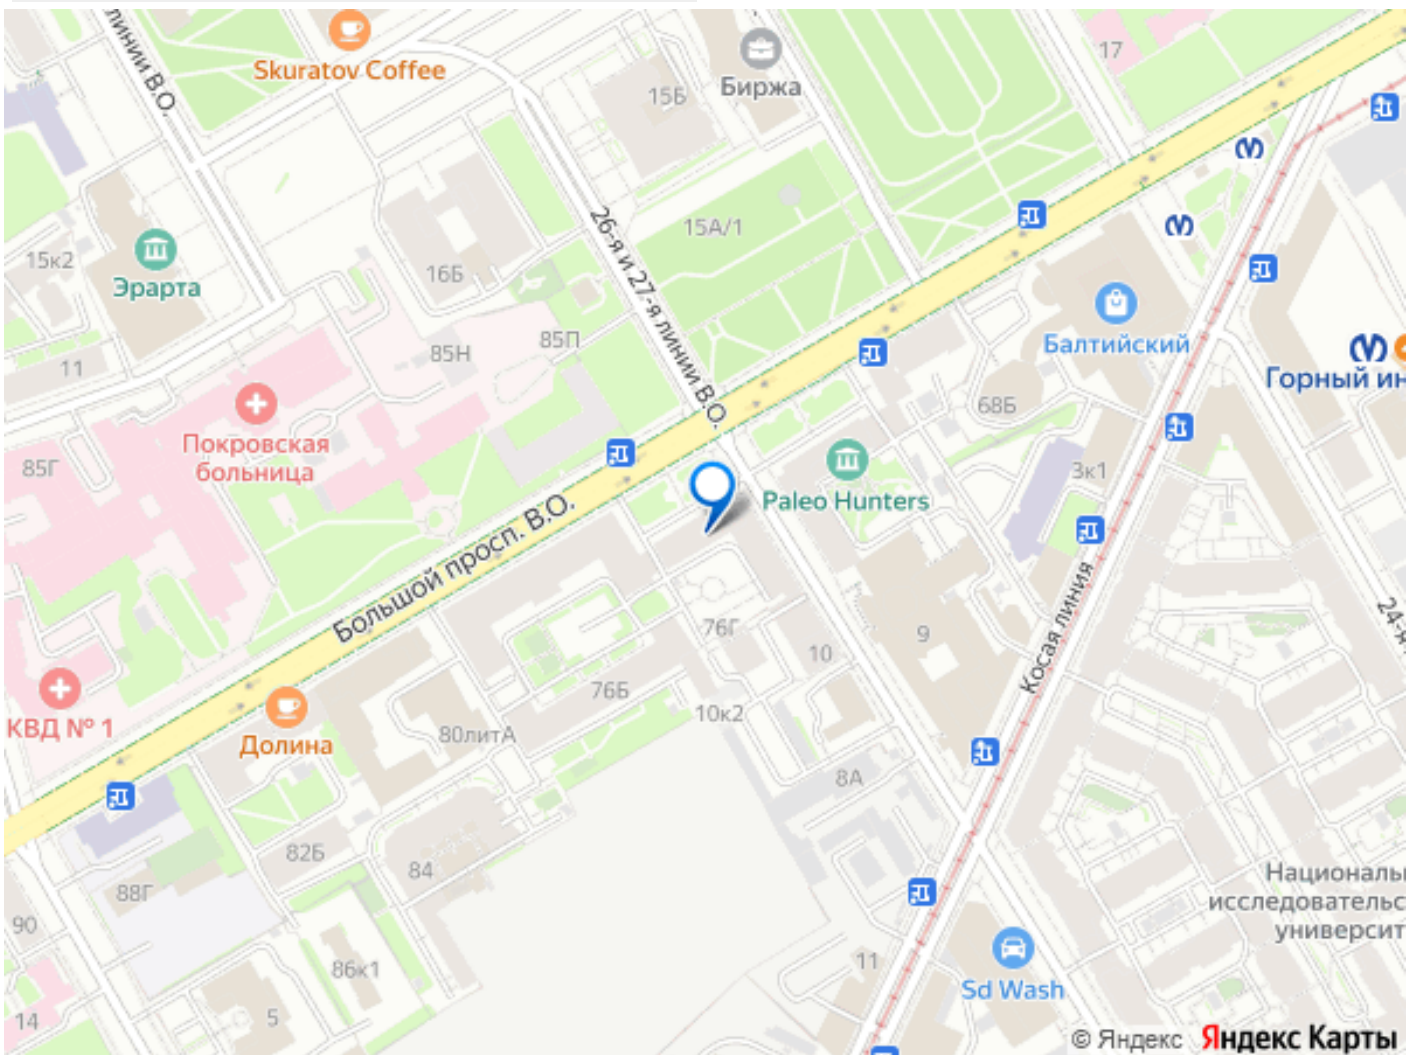 линии В.О.
Skuratov Coffee
15Б
Биржа
17
15к2
Эрарта
16Б
26-я и 27-я линии В.О.
15А/1
85П
85Н
11
Балтийский
Горный ин
68Б
Покровская
больница
85Г
Paleo Hunters
3к1
Большой просп. В.О.
76Г
10
9
Косая линия
24-я
76Б
10к2
КВД № 1
Долина
80литА
8А
82Б
84
88Г
90
86к1
11
Националь
исследовательс
университ
Sd Wash
14
5
© Яндекс Яндекс Карты